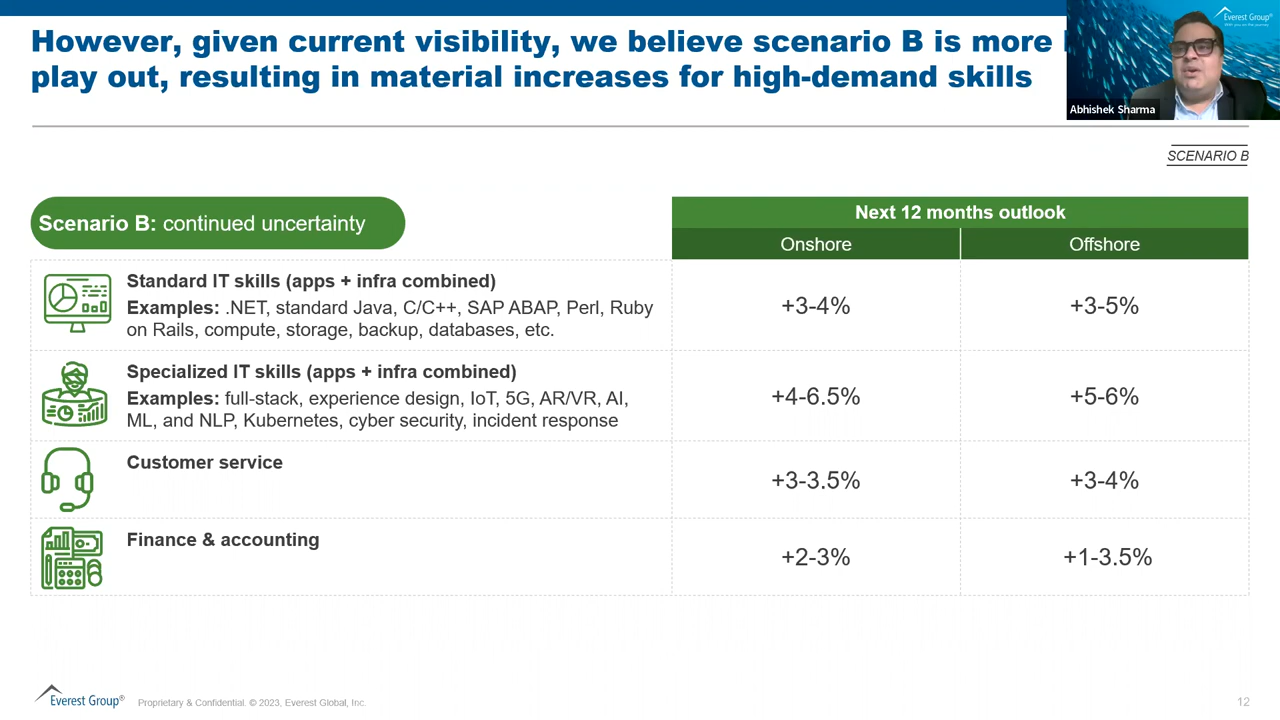 However, given current visibility, we believe scenario B is more
play out, resulting in material increases for high-demand skills
Everest Group®
With you on the journey
Abhishek Sharma
SCENARIO B
Scenario B: continued uncertainty
Next 12 months outlook
Onshore
Offshore
Standard IT skills (apps + infra combined)
Examples: .NET, standard Java, C/C++, SAP ABAP, Perl, Ruby
on Rails, compute, storage, backup, databases, etc.
+3-4%
+3-5%
Specialized IT skills (apps + infra combined)
Examples: full-stack, experience design, IoT, 5G, AR/VR, AI,
ML, and NLP, Kubernetes, cyber security, incident response
+4-6.5%
+5-6%
Customer service
+3-3.5%
+3-4%
Finance & accounting
+2-3%
+1-3.5%
Everest Group®
Proprietary & Confidential. © 2023, Everest Global, Inc.
12